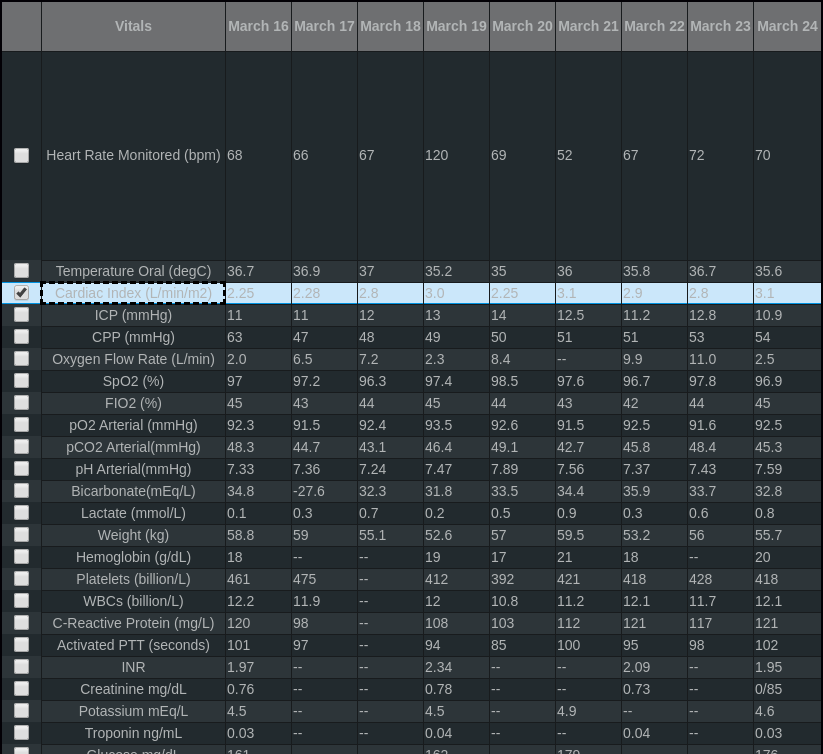 Vitals March 16 March 17 March 18 March 19 March 20 March 21 March 22 March 23 March 24
Heart Rate Monitored (bpm) 68 66 67 120 69 52 67 72 70
Temperature Oral (degC) 36.7 36.9 37 35.2 35 36 35.8 36.7 35.6
Cardiac Index (L/min/m2) 2.25 2.28 2.8 3.0 2.25 3.1 2.9 2.8 3.1
ICP (mmHg) 11 11 12 13 14 12.5 11.2 12.8 10.9
CPP (mmHg) 63 47 48 49 50 51 51 53 54
Oxygen Flow Rate (L/min) 2.0 6.5 7.2 2.3 8.4 -- 9.9 11.0 2.5
SpO2 (%) 97 97.2 96.3 97.4 98.5 97.6 96.7 97.8 96.9
FIO2 (%) 45 43 44 45 44 43 42 44 45
pO2 Arterial (mmHg) 92.3 91.5 92.4 93.5 92.6 91.5 92.5 91.6 92.5
pCO2 Arterial(mmHg) 48.3 44.7 43.1 46.4 49.1 42.7 45.8 48.4 45.3
pH Arterial(mmHg) 7.33 7.36 7.24 7.47 7.89 7.56 7.37 7.43 7.59
Bicarbonate(mEq/L) 34.8 -27.6 32.3 31.8 33.5 34.4 35.9 33.7 32.8
Lactate (mmol/L) 0.1 0.3 0.7 0.2 0.5 0.9 0.3 0.6 0.8
Weight (kg) 58.8 59 55.1 52.6 57 59.5 53.2 56 55.7
Hemoglobin (g/dL) 18 -- -- 19 17 21 18 -- 20
Platelets (billion/L) 461 475 -- 412 392 421 418 428 418
WBCs (billion/L) 12.2 11.9 -- 12 10.8 11.2 12.1 11.7 12.1
C-Reactive Protein (mg/L) 120 98 -- 108 103 112 121 117 121
Activated PTT (seconds) 101 97 -- 94 85 100 95 98 102
INR 1.97 -- -- 2.34 -- -- 2.09 -- 1.95
Creatinine mg/dL 0.76 -- -- 0.78 -- -- 0.73 -- 0/85
Potassium mEq/L 4.5 -- -- 4.5 -- 4.9 -- -- 4.6
Troponin ng/mL 0.03 -- -- 0.04 -- -- 0.04 -- 0.03
Glucose mg/dL 161 162 170 176